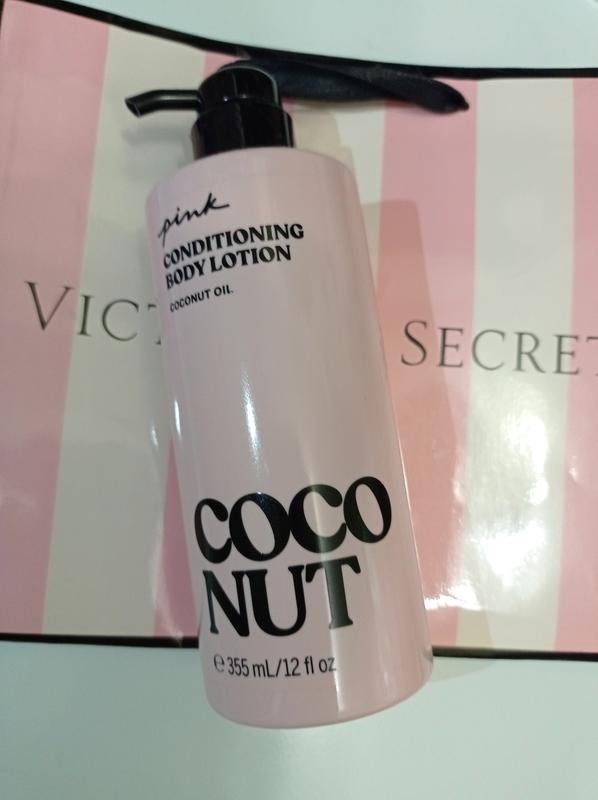 pink
CONDITIONING
BODY LOTION
COCONUT OIL
COCO
NUT
℮ 355 mL/12 fl oz
VICT
SECRET